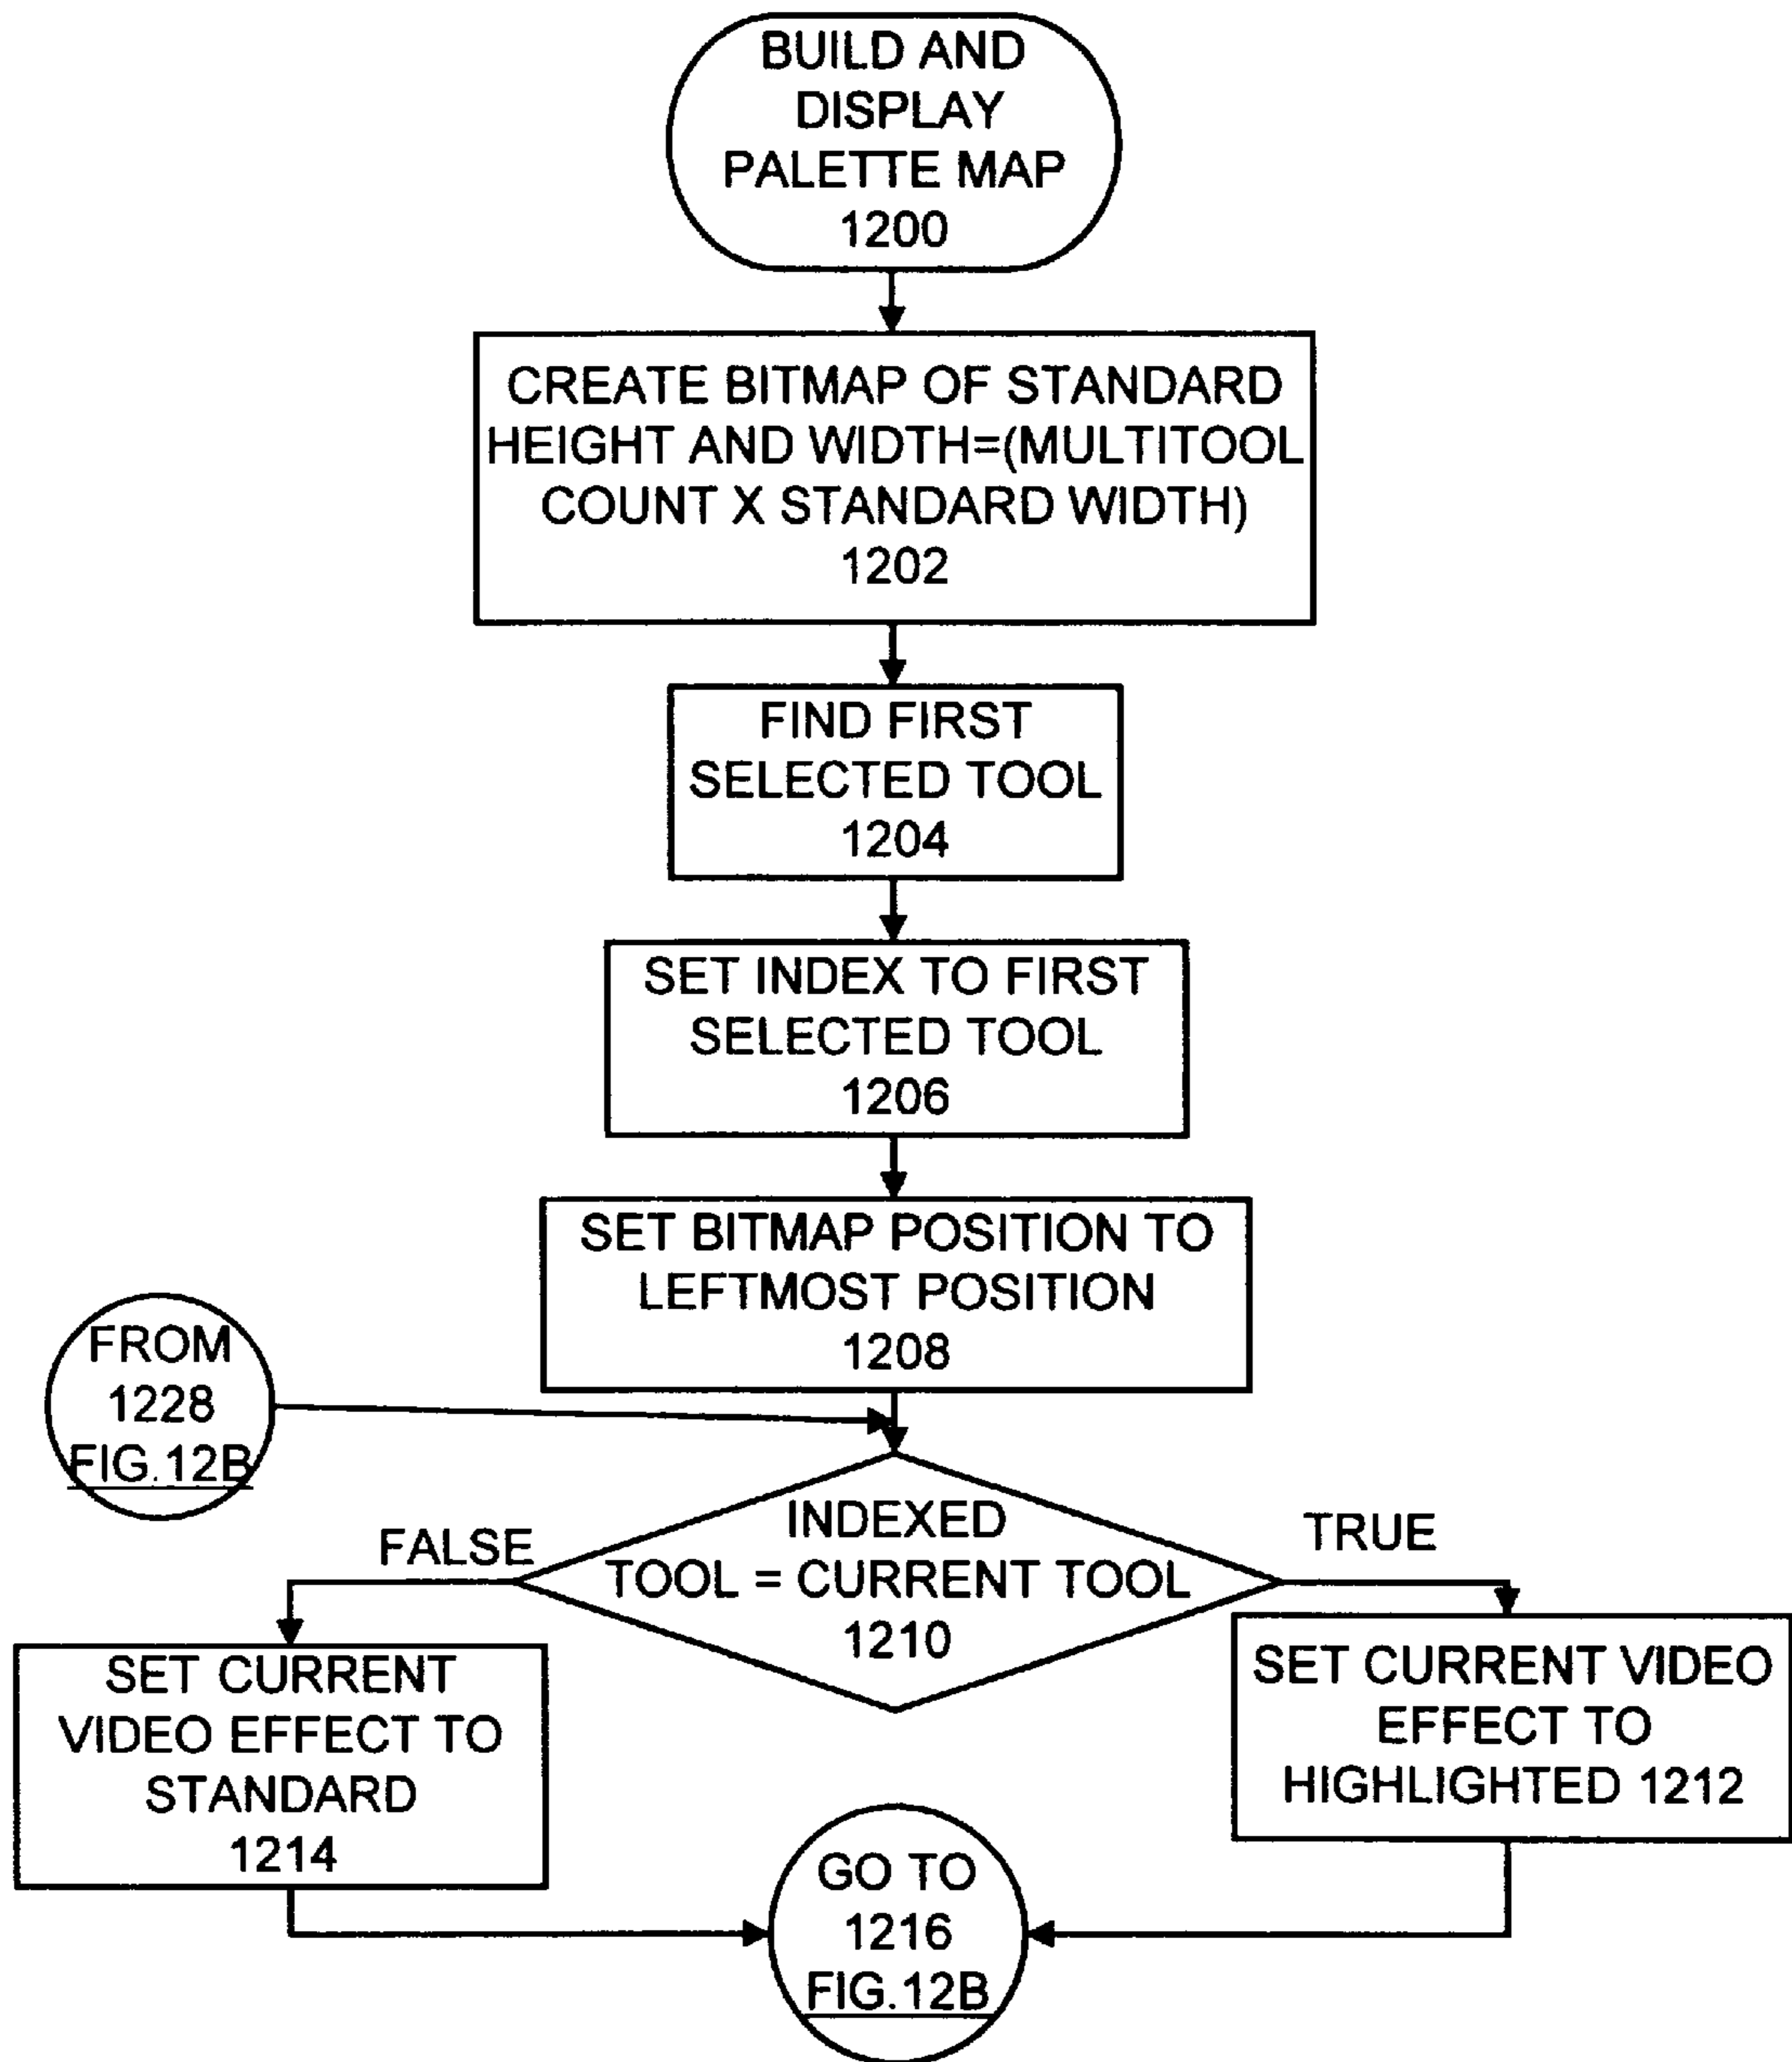 BUILD AND
DISPLAY
PALETTE MAP
1200
CREATE BITMAP OF STANDARD
HEIGHT AND WIDTH=(MULTITOOL
COUNT X STANDARD WIDTH)
1202
FIND FIRST
SELECTED TOOL
1204
SET INDEX TO FIRST
SELECTED TOOL
1206
SET BITMAP POSITION TO
LEFTMOST POSITION
1208
FROM
1228
FIG.12B
INDEXED
TOOL = CURRENT TOOL
1210
FALSE
TRUE
SET CURRENT
VIDEO EFFECT TO
STANDARD
1214
SET CURRENT VIDEO
EFFECT TO
HIGHLIGHTED 1212
GO TO
1216
FIG.12B